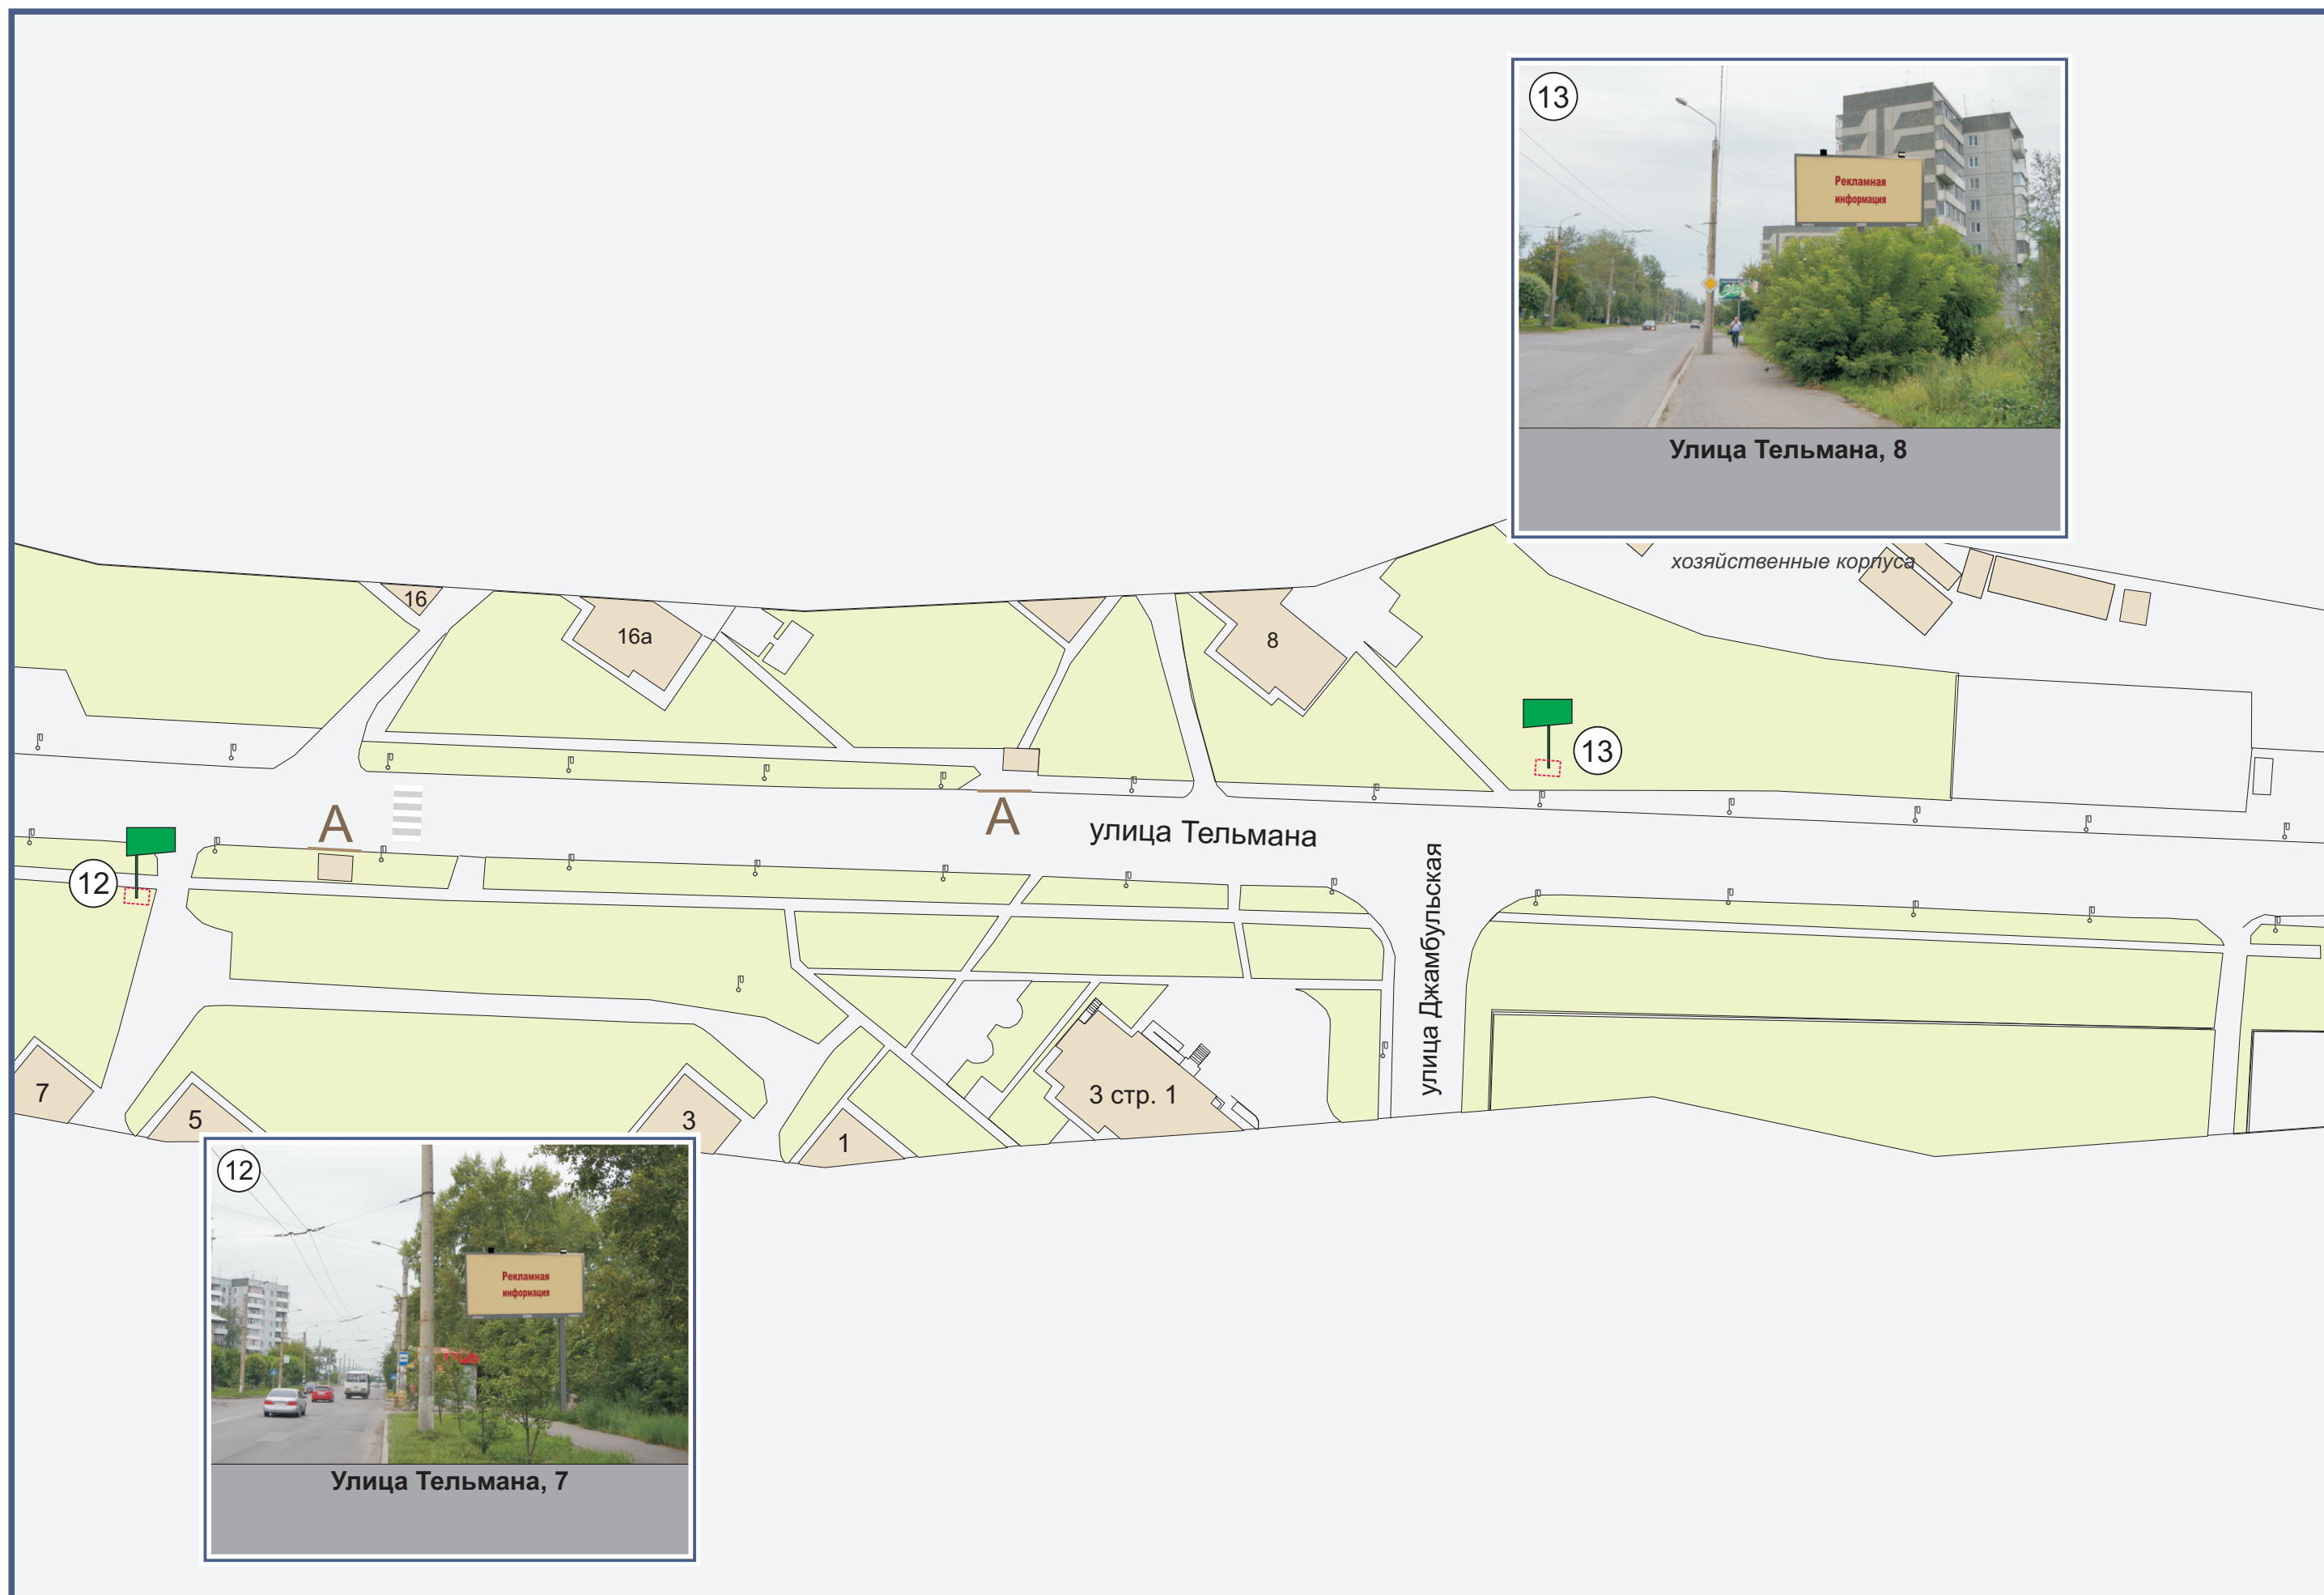 13
Рекламная
информация
Улица Тельмана, 8
хозяйственные корпуса
16
16а
8
13
А
А
улица Тельмана
12
улица Джамбульская
7
5
3
1
3 стр. 1
12
Рекламная
информация
Улица Тельмана, 7